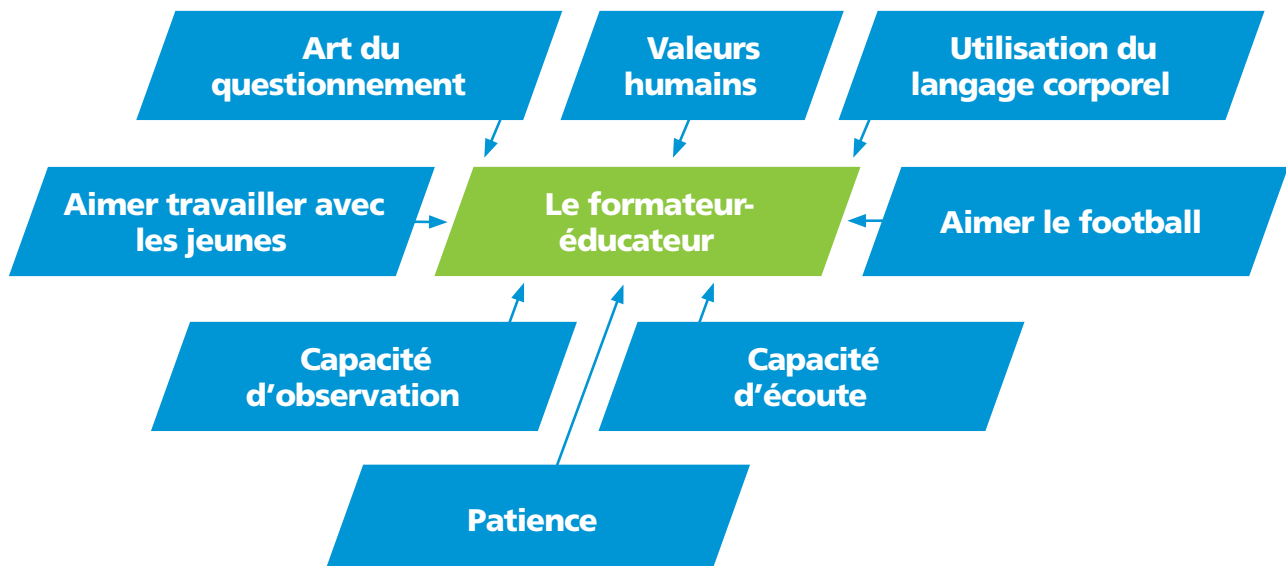 Art du
questionnement
Valeurs
humains
Utilisation du
langage corporel
Aimer travailler avec
les jeunes
Le formateur-
éducateur
Aimer le football
Capacité
d’observation
Capacité
d’écoute
Patience